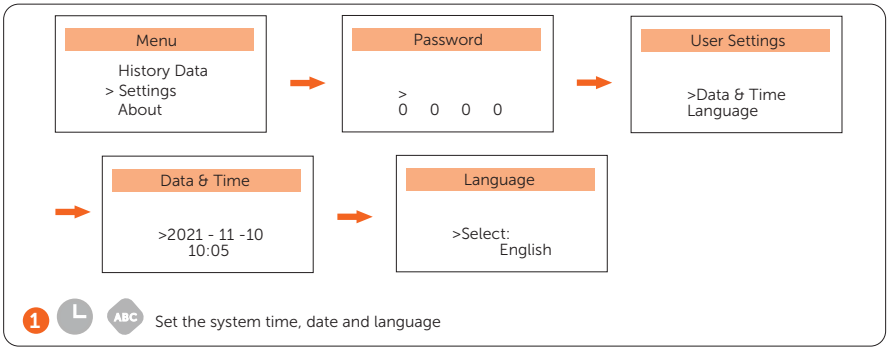 Menu
History Data
> Settings
About
Password
>
0 0 0 0
User Settings
>Data & Time
Language
Data & Time
>2021 - 11 -10
10:05
Language
>Select:
English
1 ABC Set the system time, date and language